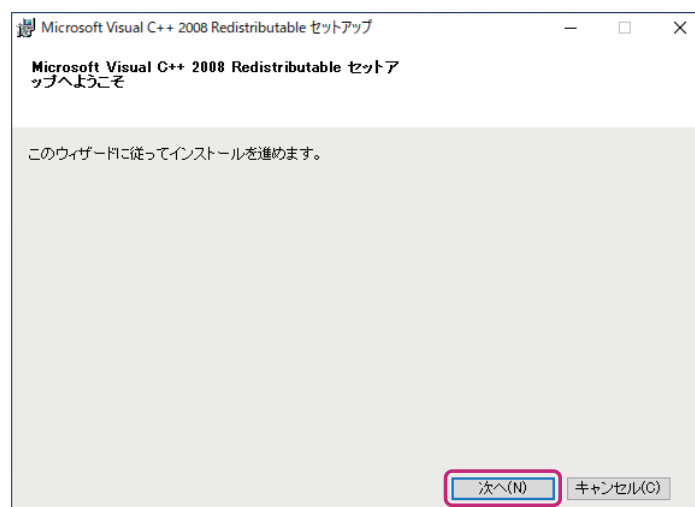 Microsoft Visual C++ 2008 Redistributable セットアップ
Microsoft Visual C++ 2008 Redistributable セットア
ップへようこそ
このウィザードに従ってインストールを進めます。
次へ(N)
キャンセル(C)